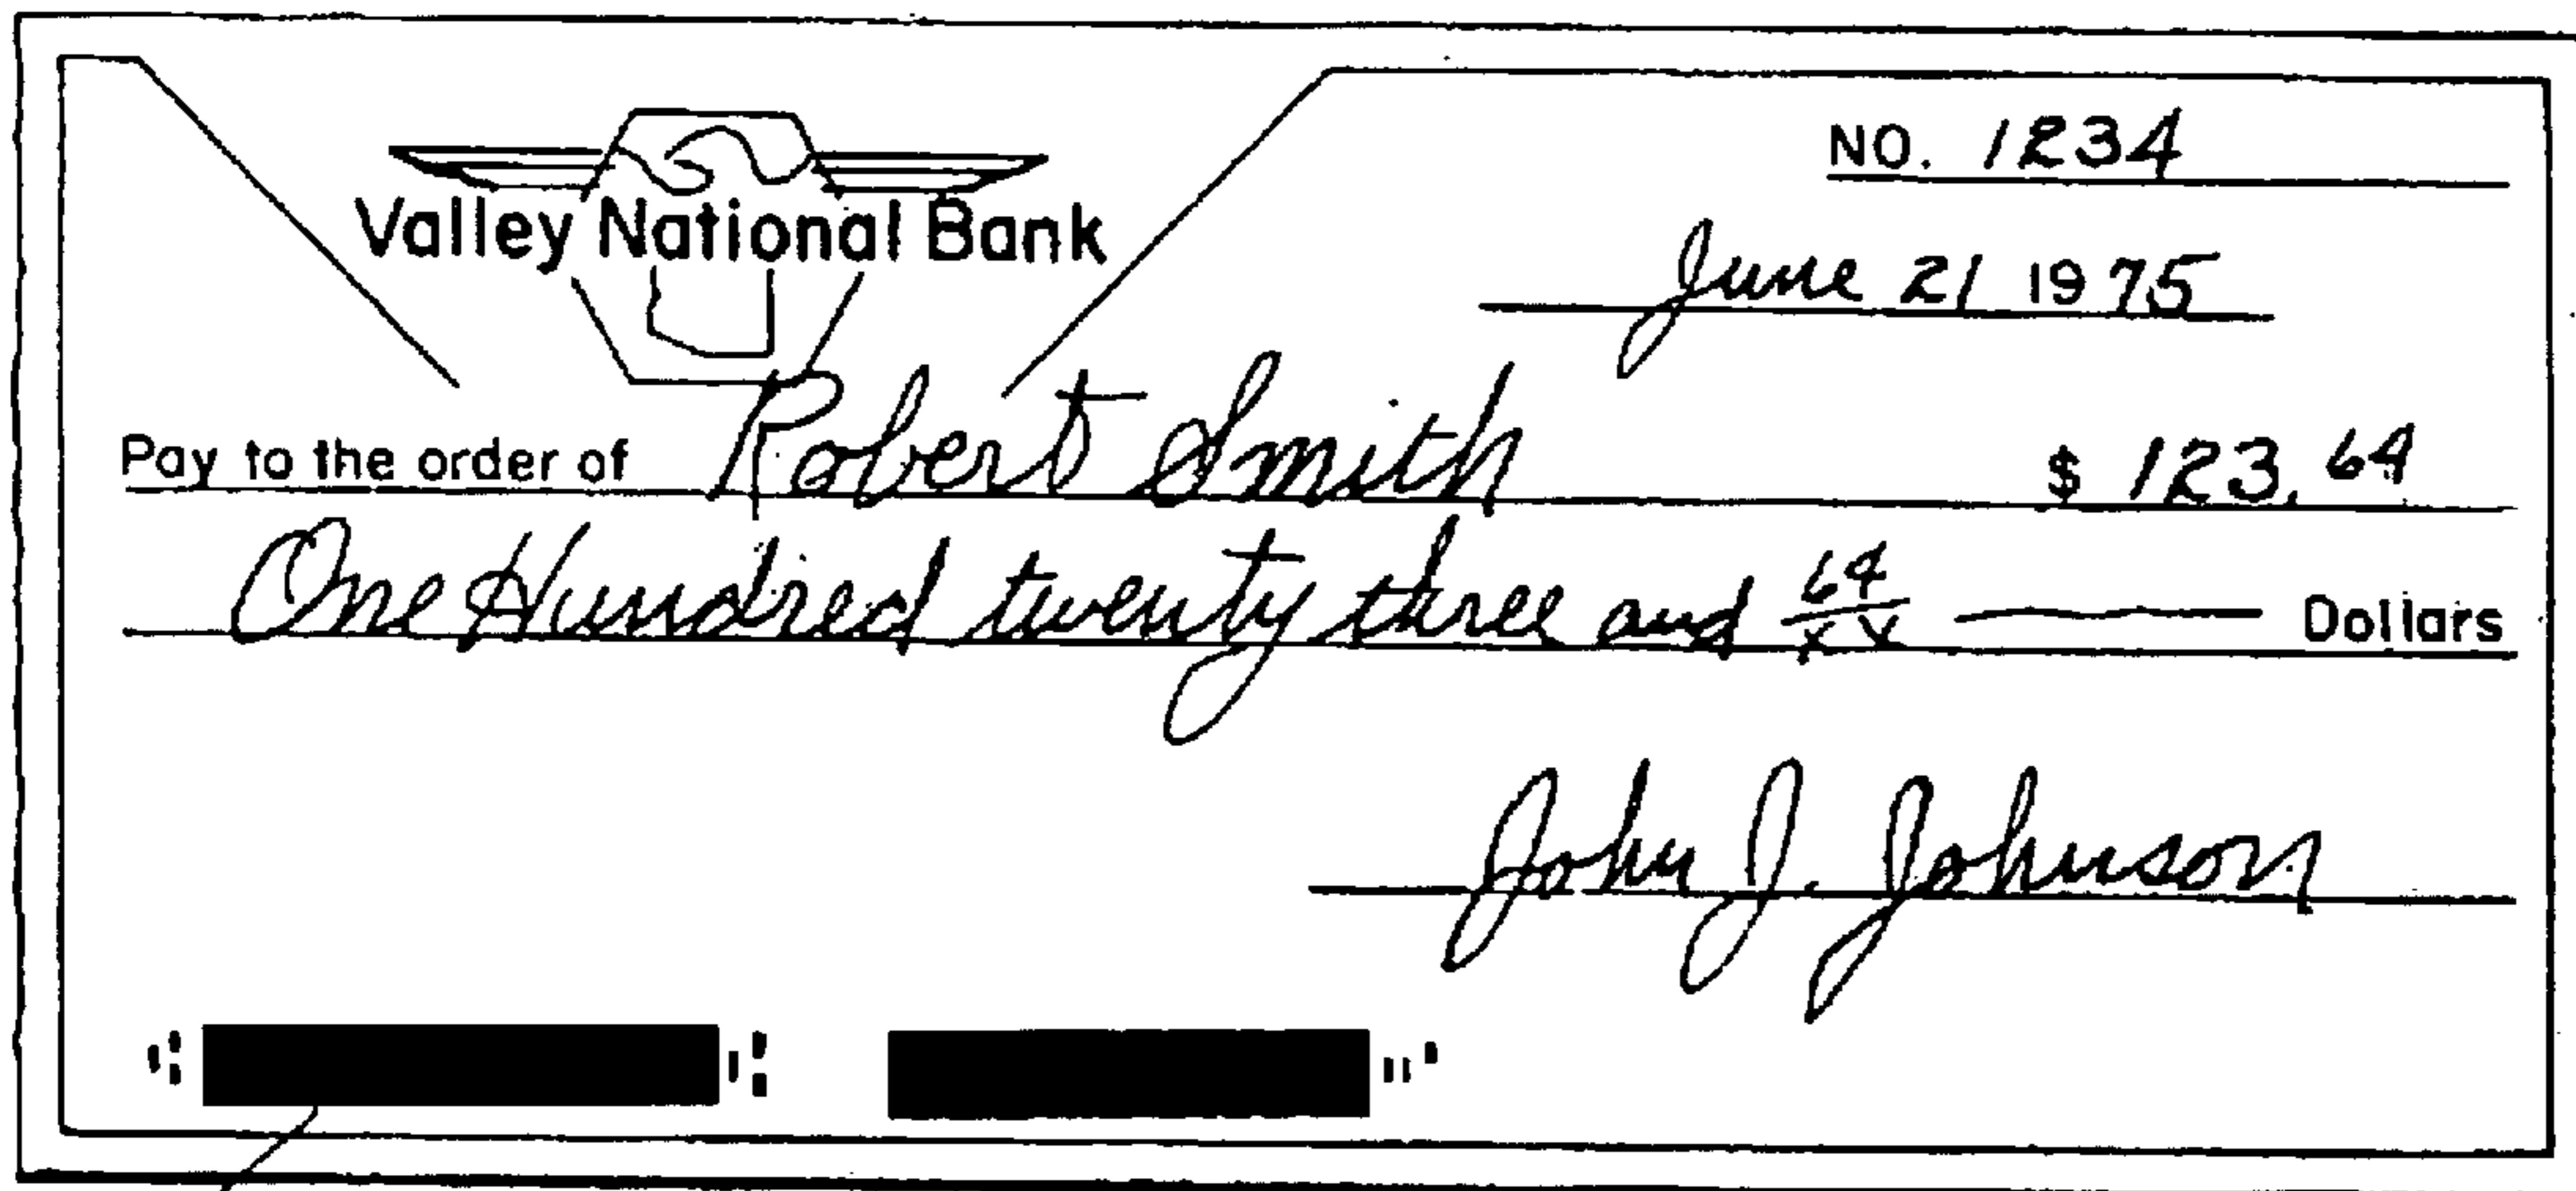 Valley National Bank
NO. 1234
June 21 1975
Pay to the order of Robert Smith $ 123.64
One Hundred twenty three and 64/xx Dollars
John J. Johnson